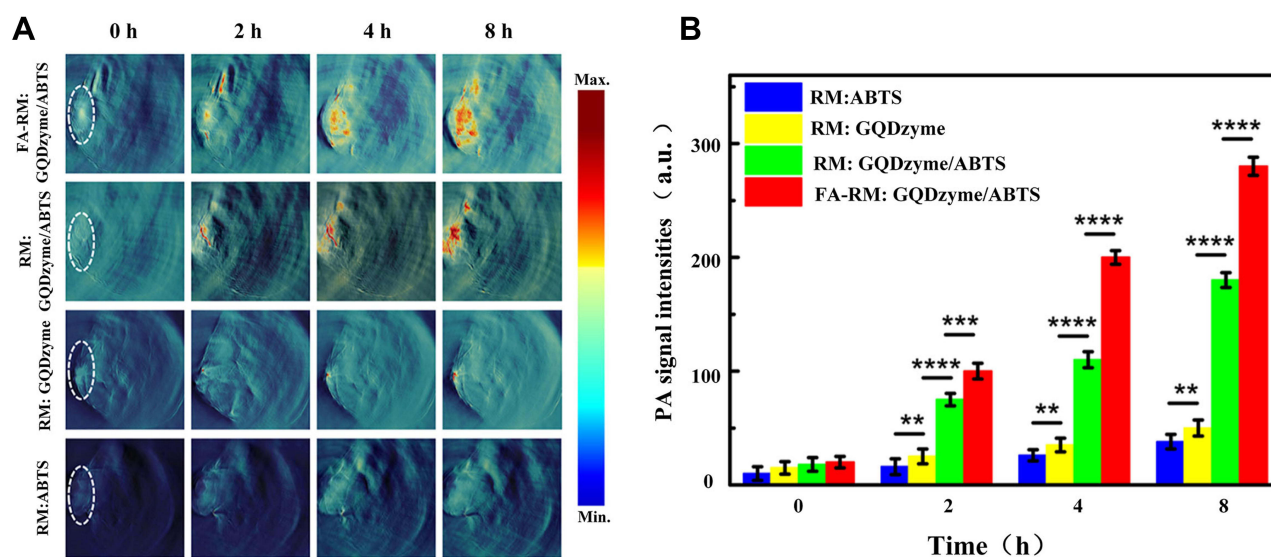 A
0 h 2 h 4 h 8 h
FA-RM:
GQDzyme/ABTS
RM:
GQDzyme/ABTS
RM: GQDzyme
RM:ABTS
Max.
Min.
B
PA signal intensities ( a.u. )
300
200
100
0
RM:ABTS
RM: GQDzyme
RM: GQDzyme/ABTS
FA-RM: GQDzyme/ABTS
** **** ***
** **** ****
** **** ****
0 2 4 8
Time（h）